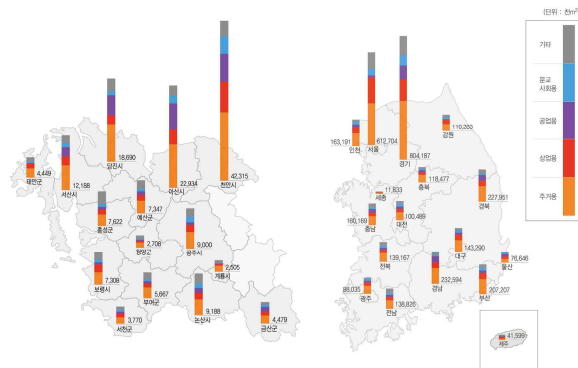 (단위 : 천m²
기타
문교
사회용
공업용
상업용
주거용
4,449
태안군
12,188
서산시
18,690
당진시
22,934
아산시
42,315
천안시
7,622
홍성군
7,347
예산군
2,708
청양군
9,000
공주시
2,505
계룡시
7,308
보령시
5,667
부여군
9,188
논산시
3,770
서천군
4,479
금산군
163,191
인천
612,704
서울
804,187
경기
110,260
강원
118,477
충북
11,833
세종
160,169
충남
100,489
대전
227,951
경북
139,167
전북
143,290
대구
76,646
울산
88,035
광주
138,826
전남
232,594
경남
207,207
부산
41,599
제주